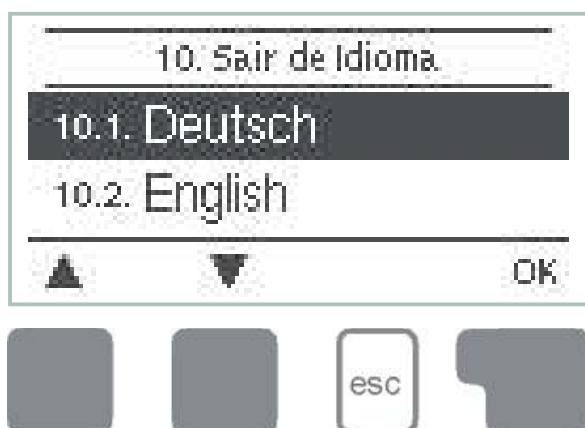 10. Sair de Idioma
10.1. Deutsch
10.2. English
OK
esc